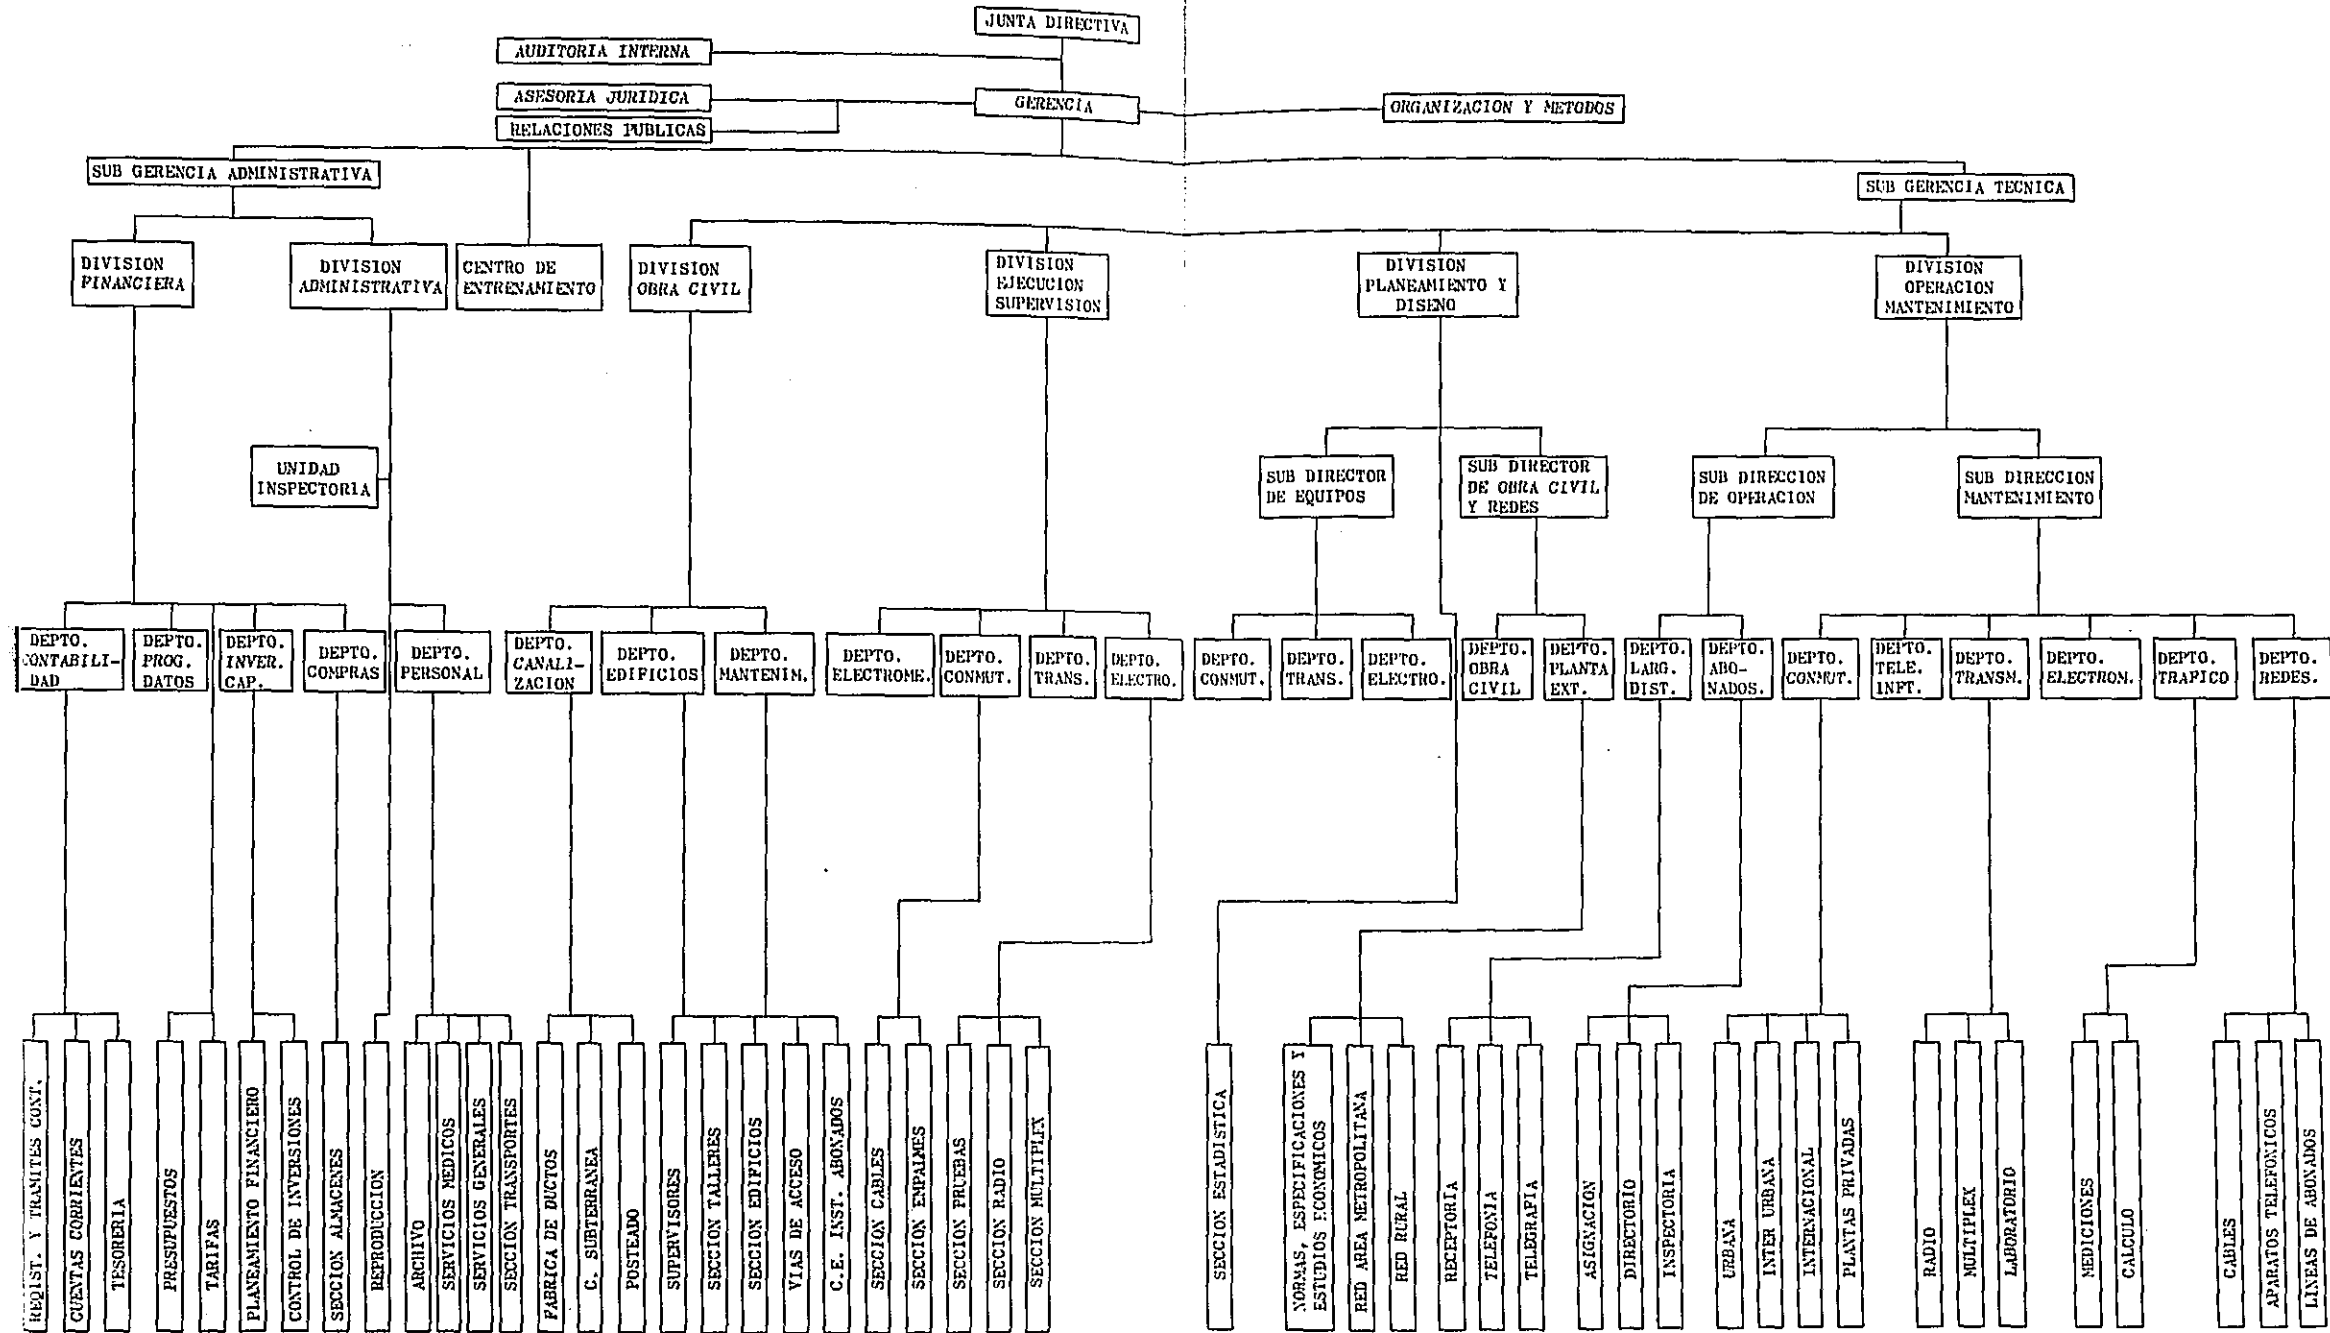 JUNTA DIRECTIVA
AUDITORIA INTERNA
ASESORIA JURIDICA
GERENCIA
ORGANIZACION Y METODOS
RELACIONES PUBLICAS
SUB GERENCIA ADMINISTRATIVA
SUB GERENCIA TECNICA
DIVISION
FINANCIERA
DIVISION
ADMINISTRATIVA
CENTRO DE
ENTRENAMIENTO
DIVISION
OBRA CIVIL
DIVISION
EJECUCION
SUPERVISION
DIVISION
PLANEAMIENTO Y
DISENO
DIVISION
OPERACION
MANTENIMIENTO
UNIDAD
INSPECTORIA
SUB DIRECTOR
DE EQUIPOS
SUB DIRECTOR
DE OBRA CIVIL
Y REDES
SUB DIRECCION
DE OPERACION
SUB DIRECCION
MANTENIMIENTO
DEPTO.
CONTABILI-
DAD
DEPTO.
PROG.
DATOS
DEPTO.
INVER.
CAP.
DEPTO.
COMPRAS
DEPTO.
PERSONAL
DEPTO.
CANALI-
ZACION
DEPTO.
EDIFICIOS
DEPTO.
MANTENIM.
DEPTO.
ELECTROME.
DEPTO.
CONMUT.
DEPTO.
TRANS.
DEPTO.
ELECTRO.
DEPTO.
CONMUT.
DEPTO.
TRANS.
DEPTO.
ELECTRO.
DEPTO.
OBRA
CIVIL
DEPTO.
PLANTA
EXT.
DEPTO.
LARG.
DIST.
DEPTO.
ABO-
NADOS.
DEPTO.
CONMUT.
DEPTO.
TELE.
INFT.
DEPTO.
TRANSM.
DEPTO.
ELECTROM.
DEPTO.
TRAFICO
DEPTO.
REDES.
REQIST. Y TRAMITES CONT.
CUENTAS CORRIENTES
TESORERIA
PRESUPUESTOS
TARIFAS
PLANEAMIENTO FINANCIERO
CONTROL DE INVERSIONES
SECCION ALMACENES
REPRODUCCION
ARCHIVO
SERVICIOS MEDICOS
SERVICIOS GENERALES
SECCION TRANSPORTES
FABRICA DE DUCTOS
C. SUBTERRANEA
POSTEADO
SUPERVISORES
SECCION TALLERES
SECCION EDIFICIOS
VIAS DE ACCESO
C.E. INST. ABONADOS
SECCION CABLES
SECCION EMPALMES
SECCION PRUEBAS
SECCION RADIO
SECCION MULTIPLEX
SECCION ESTADISTICA
NORMAS, ESPECIFICACIONES Y
ESTUDIOS ECONOMICOS
RED AREA METROPOLITANA
RED RURAL
RECEPTORIA
TELEFONIA
TELEGRAFIA
ASIGNACION
DIRECTORIO
INSPECTORIA
URBANA
INTER URBANA
INTERNACIONAL
PLANTAS PRIVADAS
RADIO
MULTIPLEX
LABORATORIO
MEDICIONES
CALCULO
CABLES
APARATOS TELEFONICOS
LINEAS DE ABONADOS